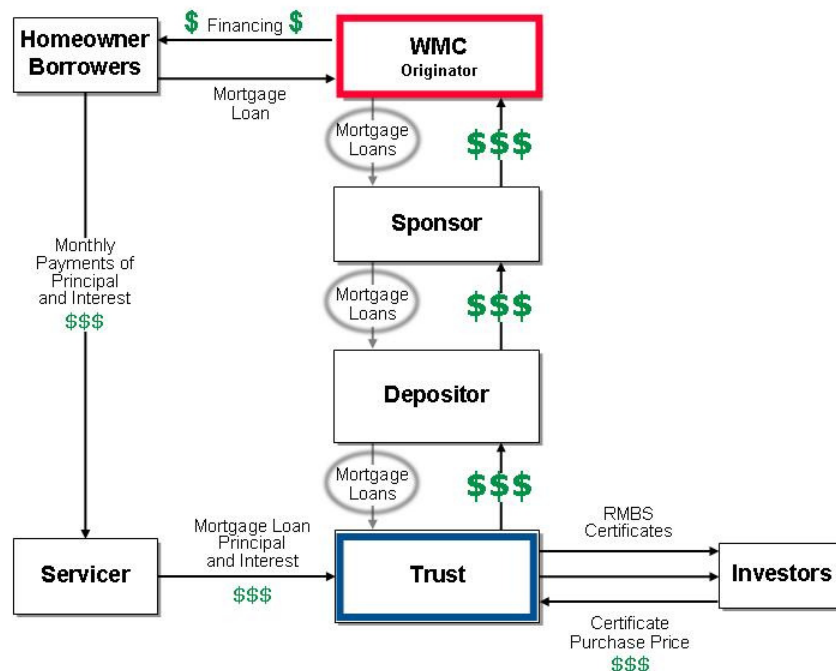 Homeowner
Borrowers
$ Financing $
WMC
Originator
Mortgage
Loan
Mortgage
Loans
$$$
Sponsor
Monthly
Payments of
Principal
and Interest
$$$
Mortgage
Loans
$$$
Depositor
Mortgage
Loans
$$$
Servicer
Mortgage Loan
Principal
and Interest
$$$
Trust
RMBS
Certificates
Investors
Certificate
Purchase Price
$$$